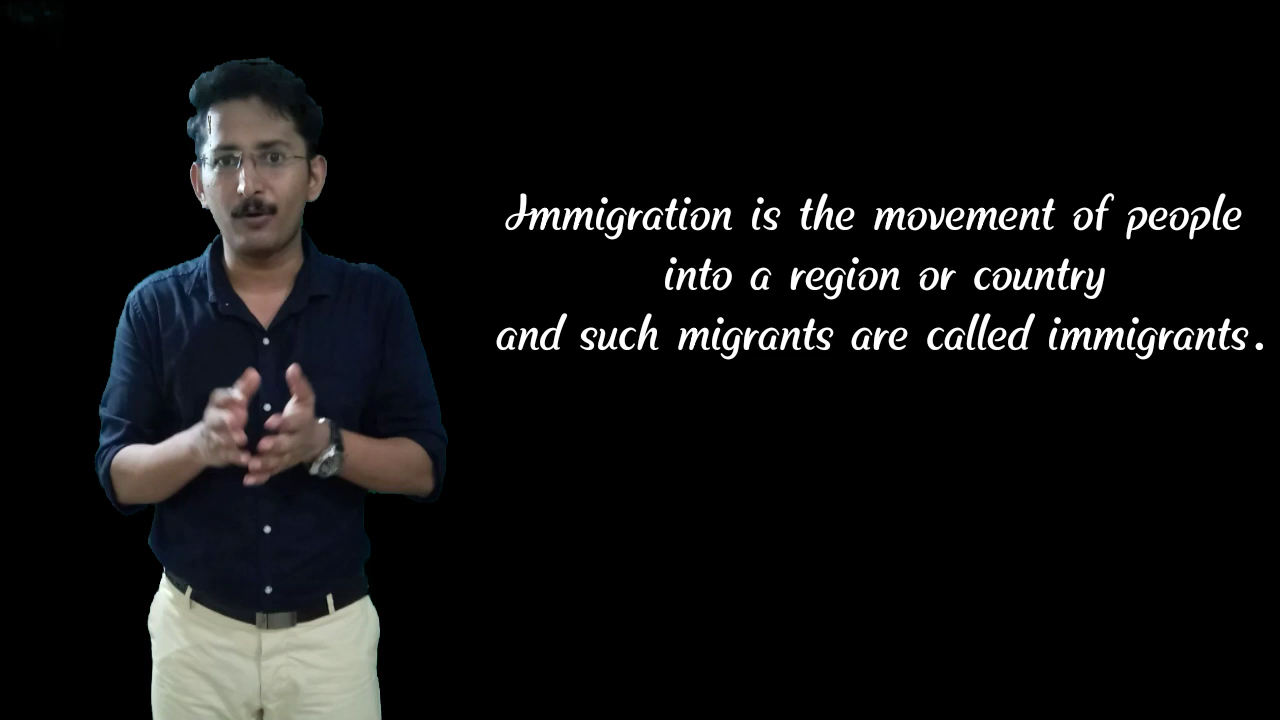 Immigration is the movement of people
into a region or country
and such migrants are called immigrants.